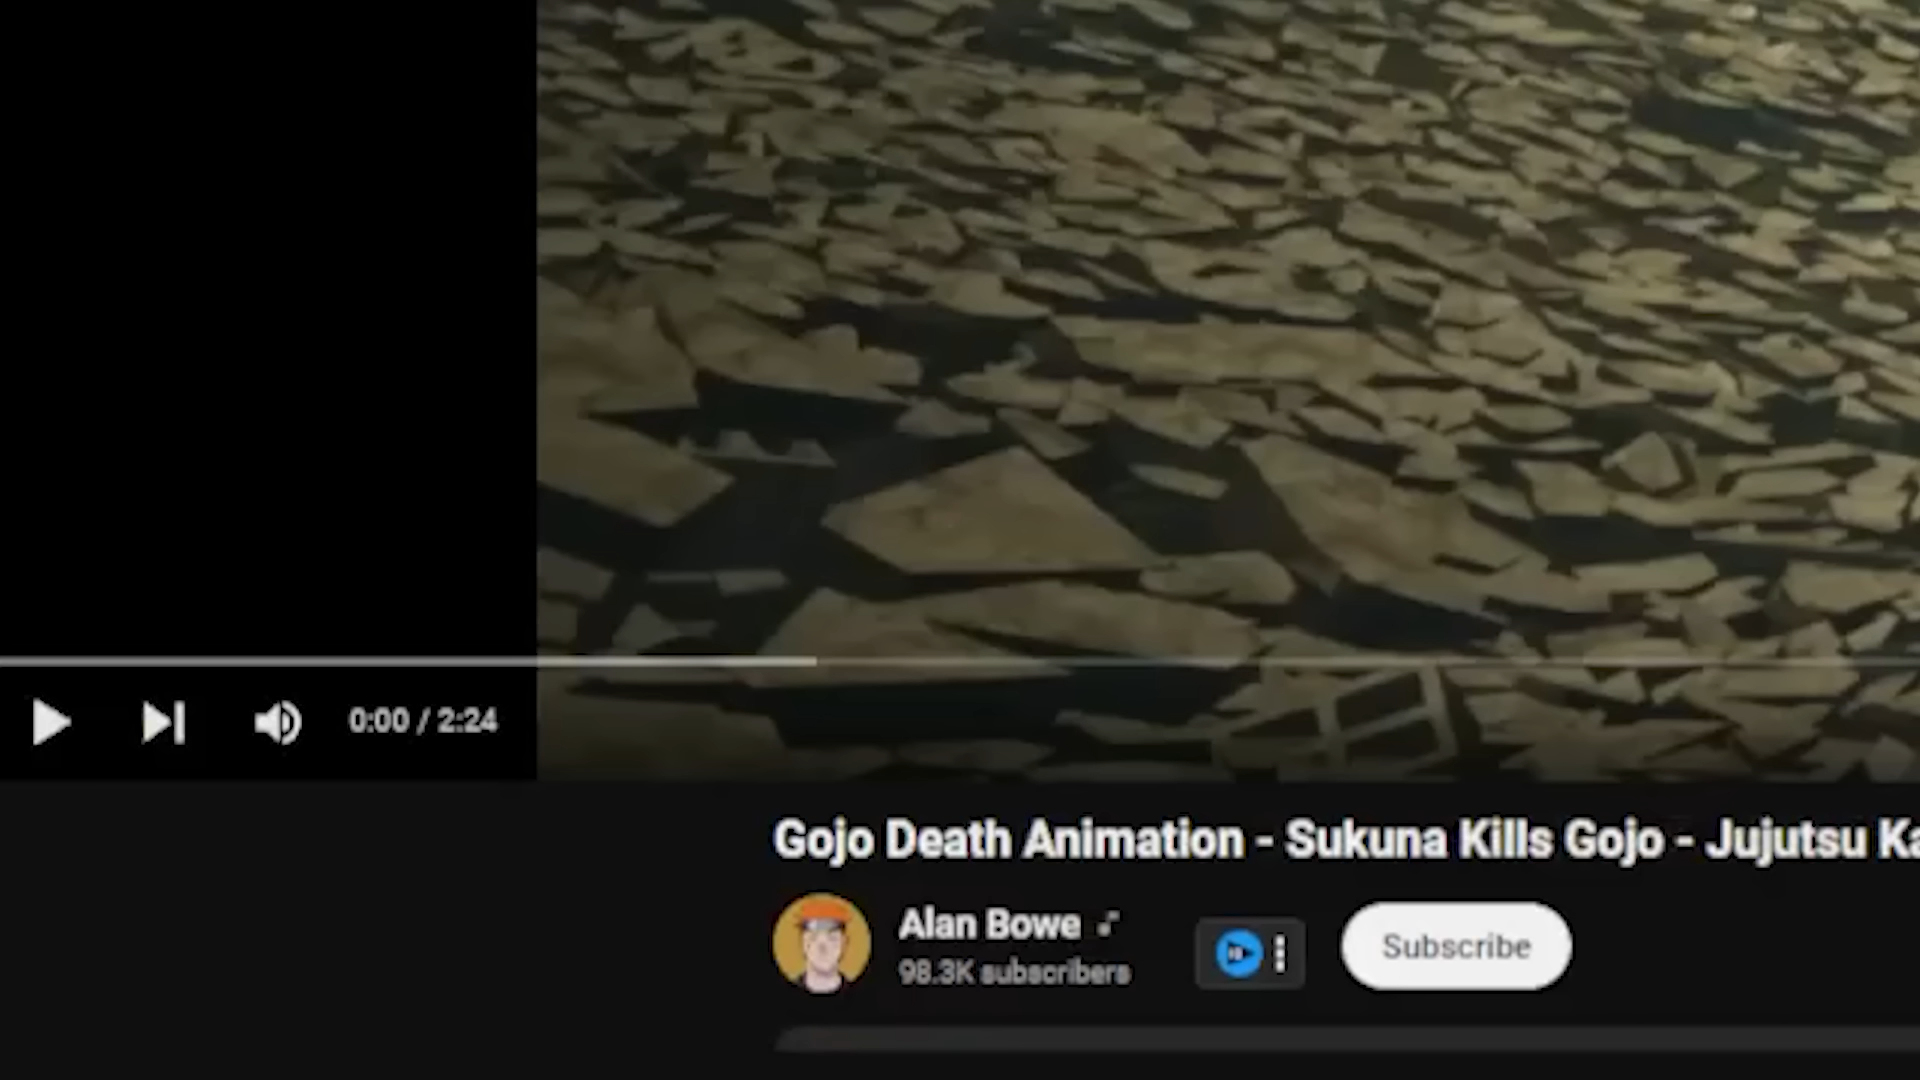 0:00 / 2:24
Gojo Death Animation - Sukuna Kills Gojo - Jujutsu Ka
Alan Bowe
98.3K subscribers
Subscribe